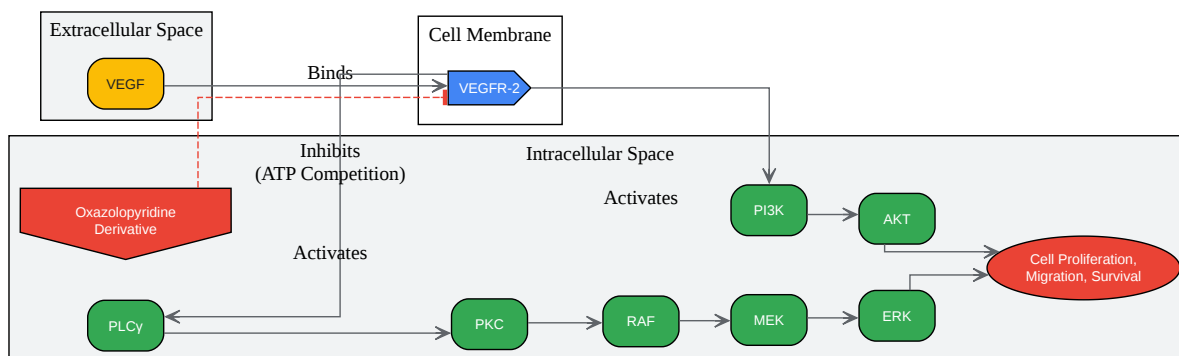 Extracellular Space
Cell Membrane
VEGF
Binds
VEGFR-2
Inhibits
(ATP Competition)
Intracellular Space
Activates
Oxazolopyridine
Derivative
PI3K
AKT
Activates
Cell Proliferation,
Migration, Survival
PLCγ
PKC
RAF
MEK
ERK